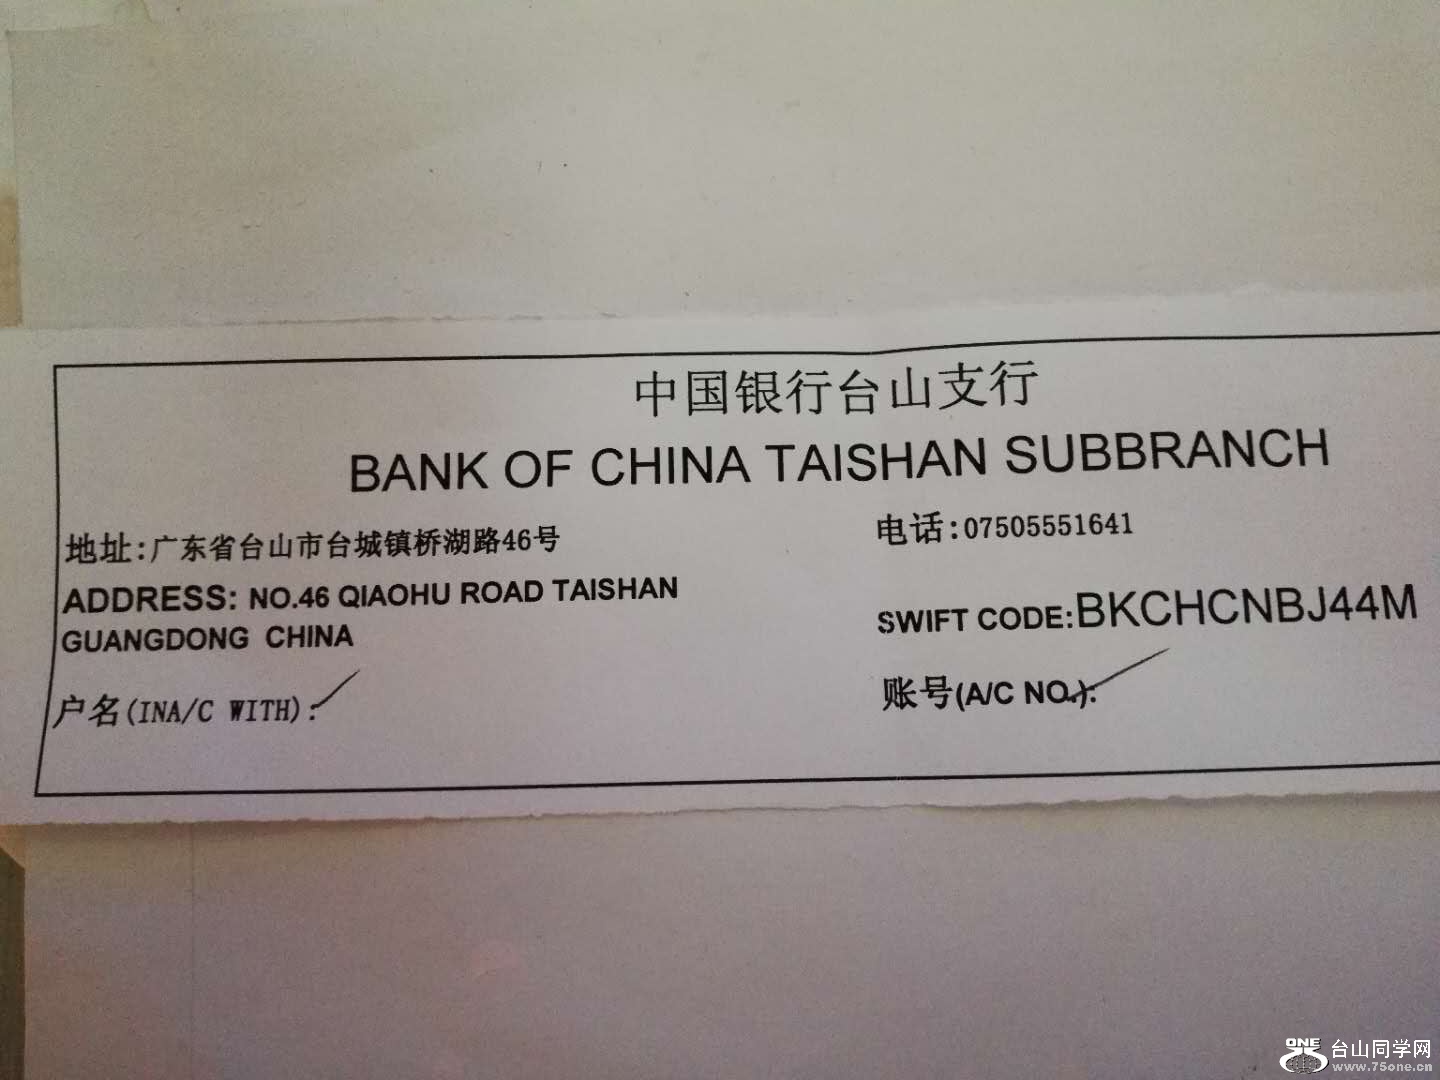 中国银行台山支行
BANK OF CHINA TAISHAN SUBBRANCH
地址:广东省台山市台城镇桥湖路46号
电话:07505551641
ADDRESS: NO.46 QIAOHU ROAD TAISHAN
GUANGDONG CHINA
SWIFT CODE:BKCHCNBJ44M
户名(INA/C WITH):
账号(A/C NO.):
ONE 台山同学网
www.75one.cn